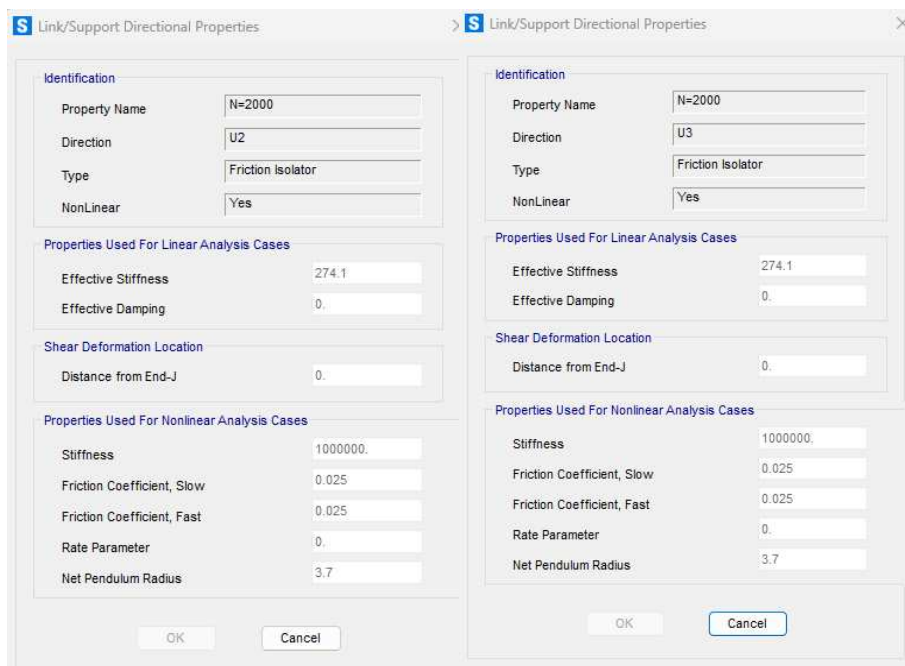 S Link/Support Directional Properties
Identification
Property Name N=2000
Direction U2
Type Friction Isolator
NonLinear Yes
Properties Used For Linear Analysis Cases
Effective Stiffness 274.1
Effective Damping 0.
Shear Deformation Location
Distance from End-J 0.
Properties Used For Nonlinear Analysis Cases
Stiffness 1000000.
Friction Coefficient, Slow 0.025
Friction Coefficient, Fast 0.025
Rate Parameter 0.
Net Pendulum Radius 3.7
OK Cancel
S Link/Support Directional Properties
Identification
Property Name N=2000
Direction U3
Type Friction Isolator
NonLinear Yes
Properties Used For Linear Analysis Cases
Effective Stiffness 274.1
Effective Damping 0.
Shear Deformation Location
Distance from End-J 0.
Properties Used For Nonlinear Analysis Cases
Stiffness 1000000.
Friction Coefficient, Slow 0.025
Friction Coefficient, Fast 0.025
Rate Parameter 0.
Net Pendulum Radius 3.7
OK Cancel